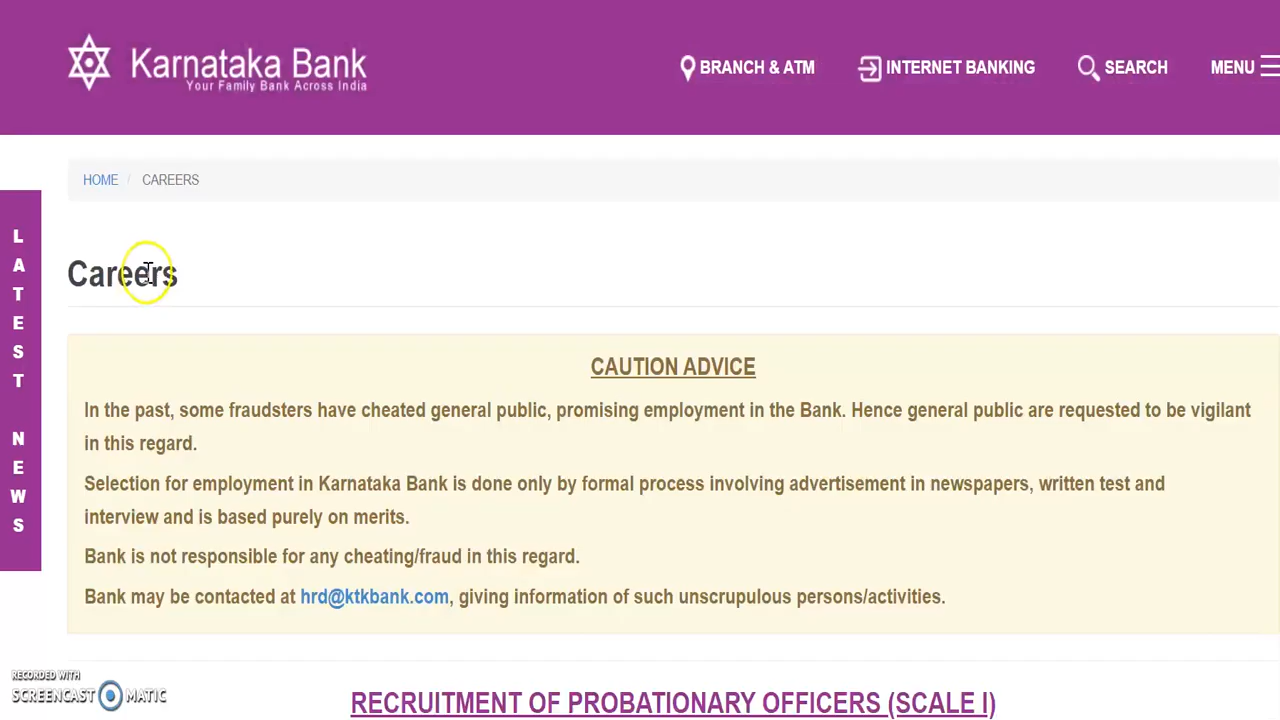 Karnataka Bank
Your Family Bank Across India
BRANCH & ATM
INTERNET BANKING
SEARCH
MENU
HOME / CAREERS
LATEST NEWS
Careers
CAUTION ADVICE
In the past, some fraudsters have cheated general public, promising employment in the Bank. Hence general public are requested to be vigilant
in this regard.
Selection for employment in Karnataka Bank is done only by formal process involving advertisement in newspapers, written test and
interview and is based purely on merits.
Bank is not responsible for any cheating/fraud in this regard.
Bank may be contacted at hrd@ktkbank.com, giving information of such unscrupulous persons/activities.
RECORDED WITH
SCREENCAST MATIC
RECRUITMENT OF PROBATIONARY OFFICERS (SCALE I)